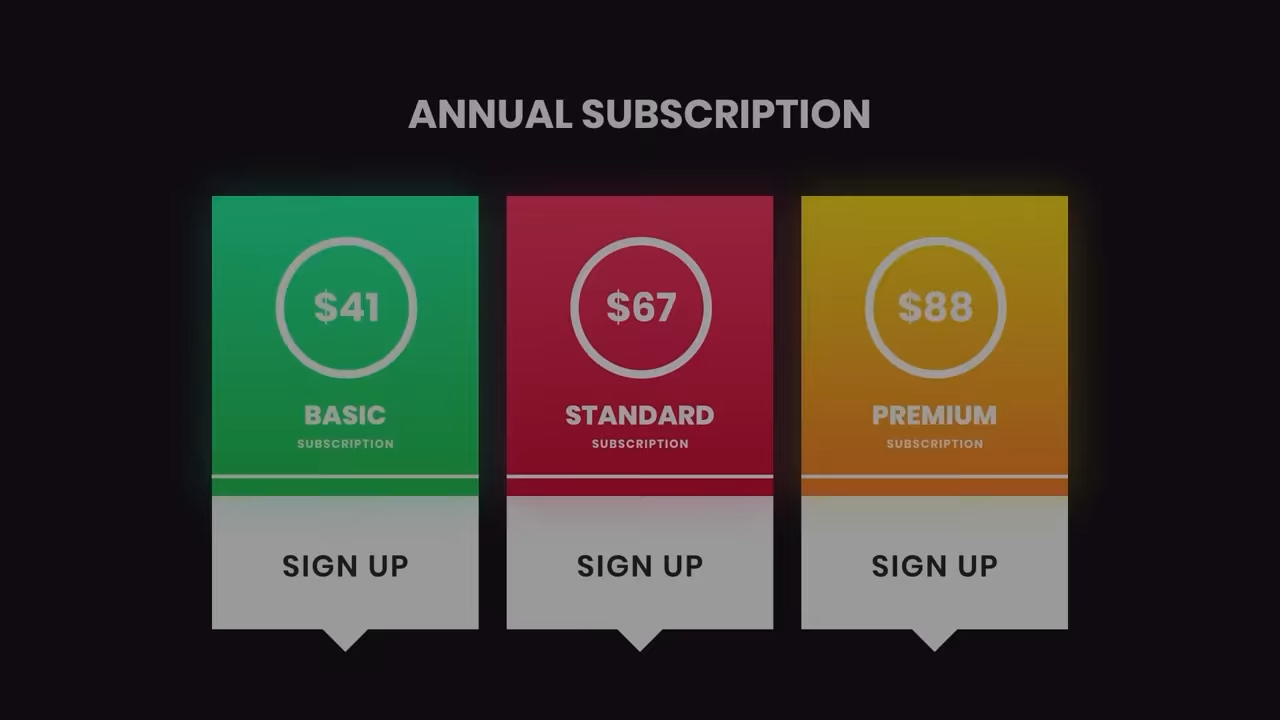 ANNUAL SUBSCRIPTION
$41
BASIC
SUBSCRIPTION
SIGN UP
$67
STANDARD
SUBSCRIPTION
SIGN UP
$88
PREMIUM
SUBSCRIPTION
SIGN UP